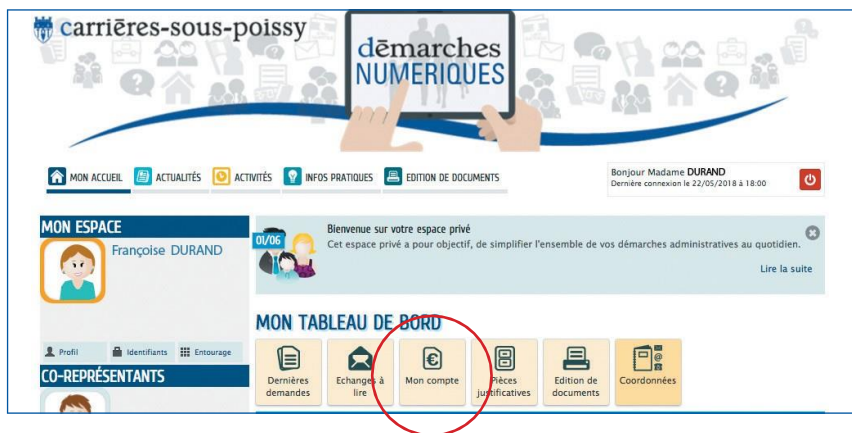 carrières-sous-poissy
dēmarches
NUMERIQUES
MON ACCUEIL
ACTUALITÉS
ACTIVITÉS
INFOS PRATIQUES
EDITION DE DOCUMENTS
Bonjour Madame DURAND
Dernière connexion le 22/05/2018 à 18:00
MON ESPACE
Françoise DURAND
Profil
Identifiants
Entourage
CO-REPRÉSENTANTS
01/06
Bienvenue sur votre espace privé
Cet espace privé a pour objectif, de simplifier l'ensemble de vos démarches administratives au quotidien.
Lire la suite
MON TABLEAU DE BORD
Dernières
demandes
Echanges à
lire
Mon compte
Pièces
justificatives
Edition de
documents
Coordonnées